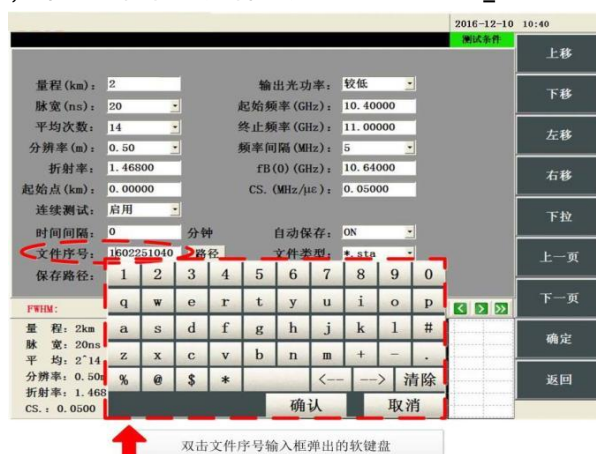 2016-12-10 10:40
测试条件
上移
下移
左移
右移
下拉
上一页
下一页
确定
返回
量程(km): 2 输出光功率: 较低
脉宽(ns): 20 起始频率(GHz): 10.40000
平均次数: 14 终止频率(GHz): 11.00000
分辨率(m): 0.50 频率间隔(MHz): 5
折射率: 1.46800 fB(0)(GHz): 10.64000
起始点(km): 0.00000 CS.(MHz/με): 0.05000
连续测试: 启用
时间间隔: 0 分钟 自动保存: ON
文件序号: 1602251040 路径 文件类型: *.sta
保存路径:
1 2 3 4 5 6 7 8 9 0
q w e r t y u i o p
a s d f g h j k l #
z x c v b n m + - .
% @ $ * <-- --> 清除
确认 取消
FWHM:
量 程: 2km
脉 宽: 20ns
平 均: 2^14
分辨率: 0.50m
折射率: 1.468
CS.: 0.0500
双击文件序号输入框弹出的软键盘